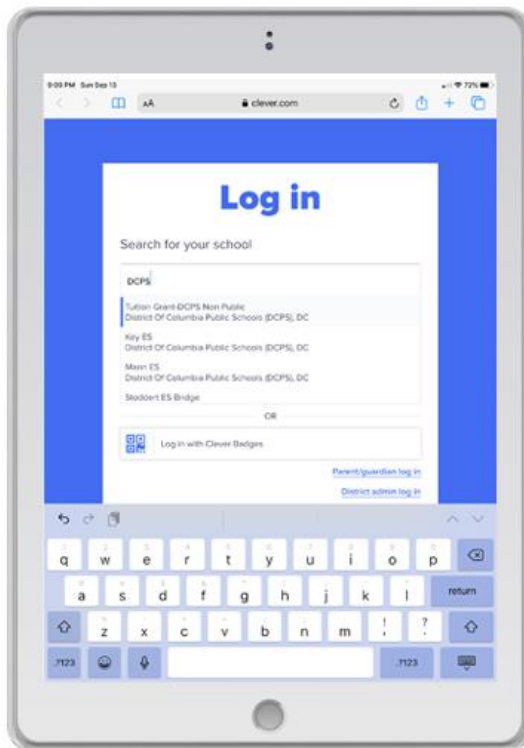 9:09 PM Sun Sep 13
72%
AA
clever.com
Log in
Search for your school
DCPS
Tuition Grant-DCPS Non Public
District Of Columbia Public Schools (DCPS), DC
Key ES
District Of Columbia Public Schools (DCPS), DC
Mann ES
District Of Columbia Public Schools (DCPS), DC
Stoddert ES Bridge
OR
Log in with Clever Badges
Parent/guardian log in
District admin log in
q w e r t y u i o p
a s d f g h j k l return
z x c v b n m ! , ? .
.?123 .?123